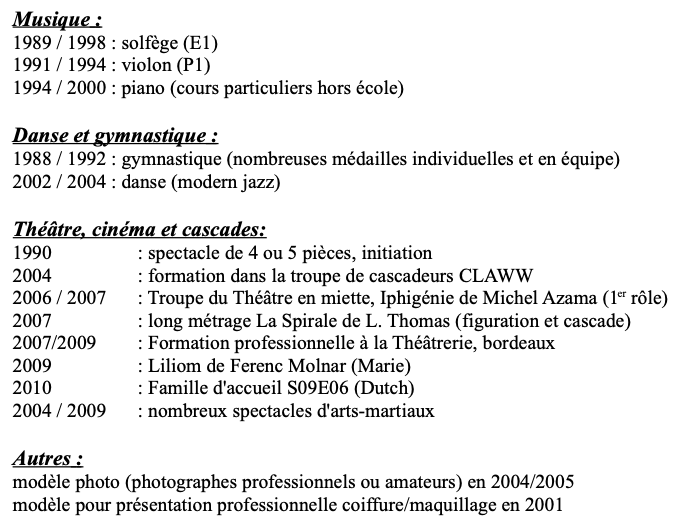 Musique :
1989 / 1998 : solfège (E1)
1991 / 1994 : violon (P1)
1994 / 2000 : piano (cours particuliers hors école)
Danse et gymnastique :
1988 / 1992 : gymnastique (nombreuses médailles individuelles et en équipe)
2002 / 2004 : danse (modern jazz)
Théâtre, cinéma et cascades:
1990 : spectacle de 4 ou 5 pièces, initiation
2004 : formation dans la troupe de cascadeurs CLAWW
2006 / 2007 : Troupe du Théâtre en miette, Iphigénie de Michel Azama (1er rôle)
2007 : long métrage La Spirale de L. Thomas (figuration et cascade)
2007/2009 : Formation professionnelle à la Théâtrerie, bordeaux
2009 : Liliom de Ferenc Molnar (Marie)
2010 : Famille d'accueil S09E06 (Dutch)
2004 / 2009 : nombreux spectacles d'arts-martiaux
Autres :
modèle photo (photographes professionnels ou amateurs) en 2004/2005
modèle pour présentation professionnelle coiffure/maquillage en 2001